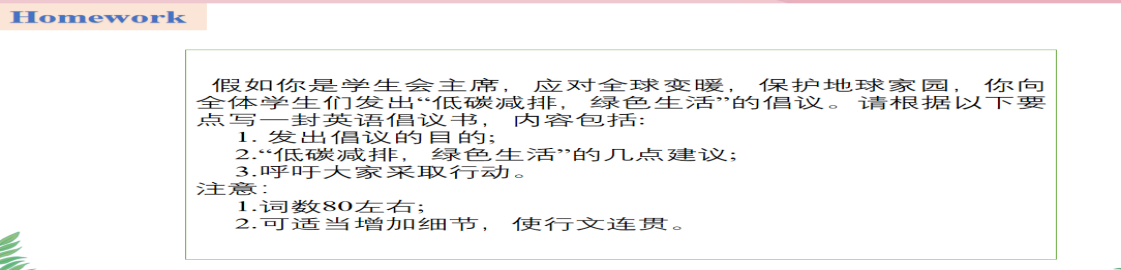 Homework
假如你是学生会主席，应对全球变暖，保护地球家园，你向
全体学生们发出“低碳减排，绿色生活”的倡议。请根据以下要
点写一封英语倡议书，内容包括:
1. 发出倡议的目的;
2.“低碳减排，绿色生活”的几点建议;
3.呼吁大家采取行动。
注意:
1.词数80左右;
2.可适当增加细节，使行文连贯。